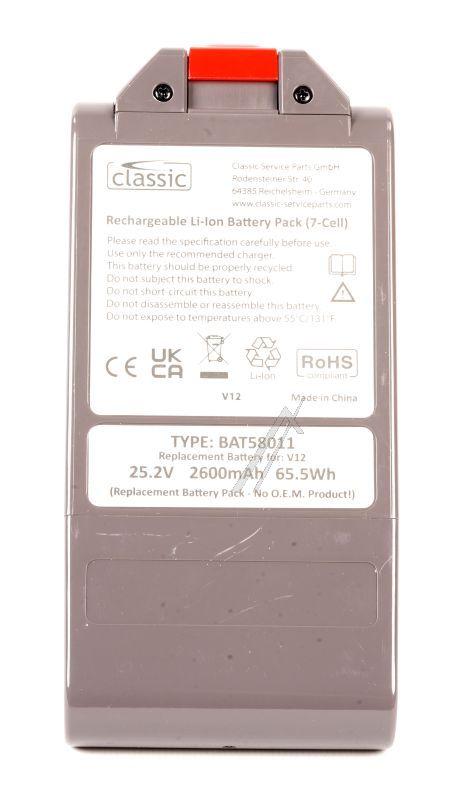 classic
Classic Service Parts GmbH
Rodensteiner Str. 40
64385 Reichelsheim - Germany
www.classic-serviceparts.com
Rechargeable Li-Ion Battery Pack (7-Cell)
Please read the specification carefully before use.
Use only the recommended charger.
This battery should be properly recycled.
Do not subject this battery to shock.
Do not short-circuit this battery.
Do not disassemble or reassemble this battery.
Do not expose to temperatures above 55°C/131°F.
CE
UK
CA
Li-Ion
RoHS
compliant
V12
Made in China
TYPE: BAT58011
Replacement Battery for: V12
25.2V 2600mAh 65.5Wh
(Replacement Battery Pack - No O.E.M. Product!)